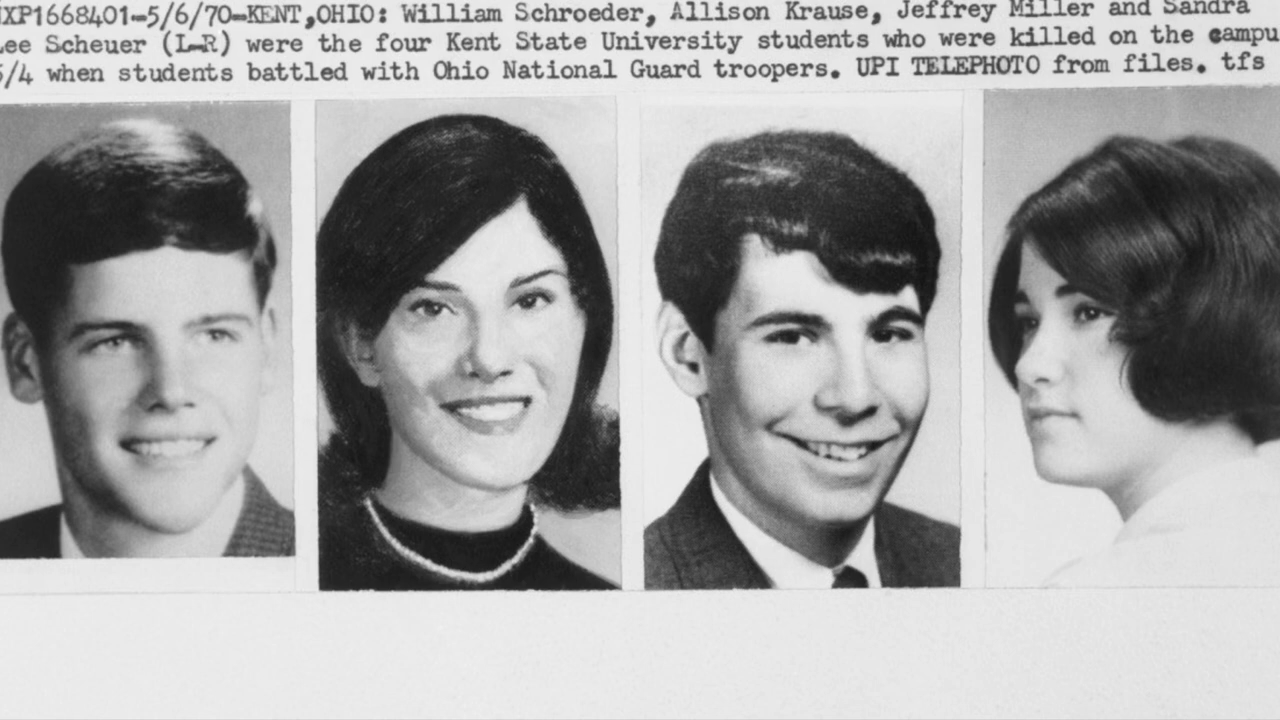 XP1668401-5/6/70-KENT,OHIO: William Schroeder, Allison Krause, Jeffrey Miller and Sandra
Lee Scheuer (L-R) were the four Kent State University students who were killed on the campu
5/4 when students battled with Ohio National Guard troopers. UPI TELEPHOTO from files. tfs